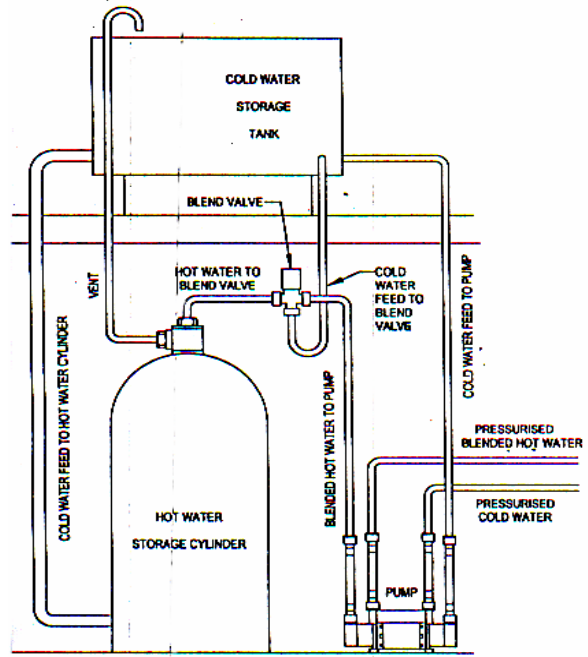 COLD WATER
STORAGE
TANK
BLEND VALVE
HOT WATER TO
BLEND VALVE
COLD
WATER
FEED TO
BLEND
VALVE
VENT
COLD WATER FEED TO PUMP
COLD WATER FEED TO HOT WATER CYLINDER
BLENDED HOT WATER TO PUMP
PRESSURISED
BLENDED HOT WATER
PRESSURISED
COLD WATER
HOT WATER
STORAGE CYLINDER
PUMP